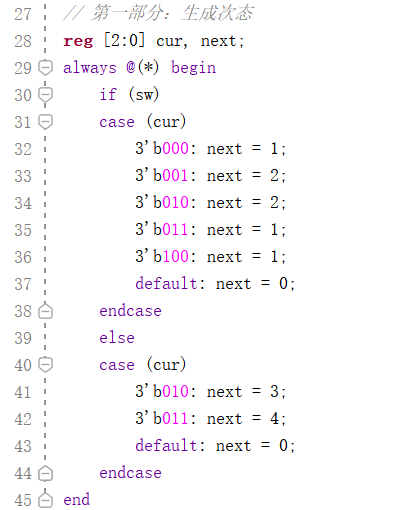 27 // 第一部分：生成次态
28 reg [2:0] cur, next;
29 always @(*) begin
30 if (sw)
31 case (cur)
32 3'b000: next = 1;
33 3'b001: next = 2;
34 3'b010: next = 2;
35 3'b011: next = 1;
36 3'b100: next = 1;
37 default: next = 0;
38 endcase
39 else
40 case (cur)
41 3'b010: next = 3;
42 3'b011: next = 4;
43 default: next = 0;
44 endcase
45 end